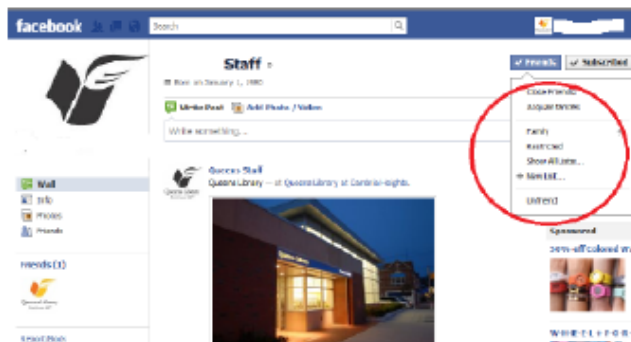 facebook
Search
Staff
Friends
Subscribed
Born on January 1, 1980
Write Post
Add Photo / Video
Write something...
Close Friends
Acquaintances
Family
Restricted
Show All Lists...
New List...
Unfriend
Queens Staff
Queens Library — at Queens Library at Cambria Heights.
Wall
Info
Photos
Friends
Friends (1)
Sponsored